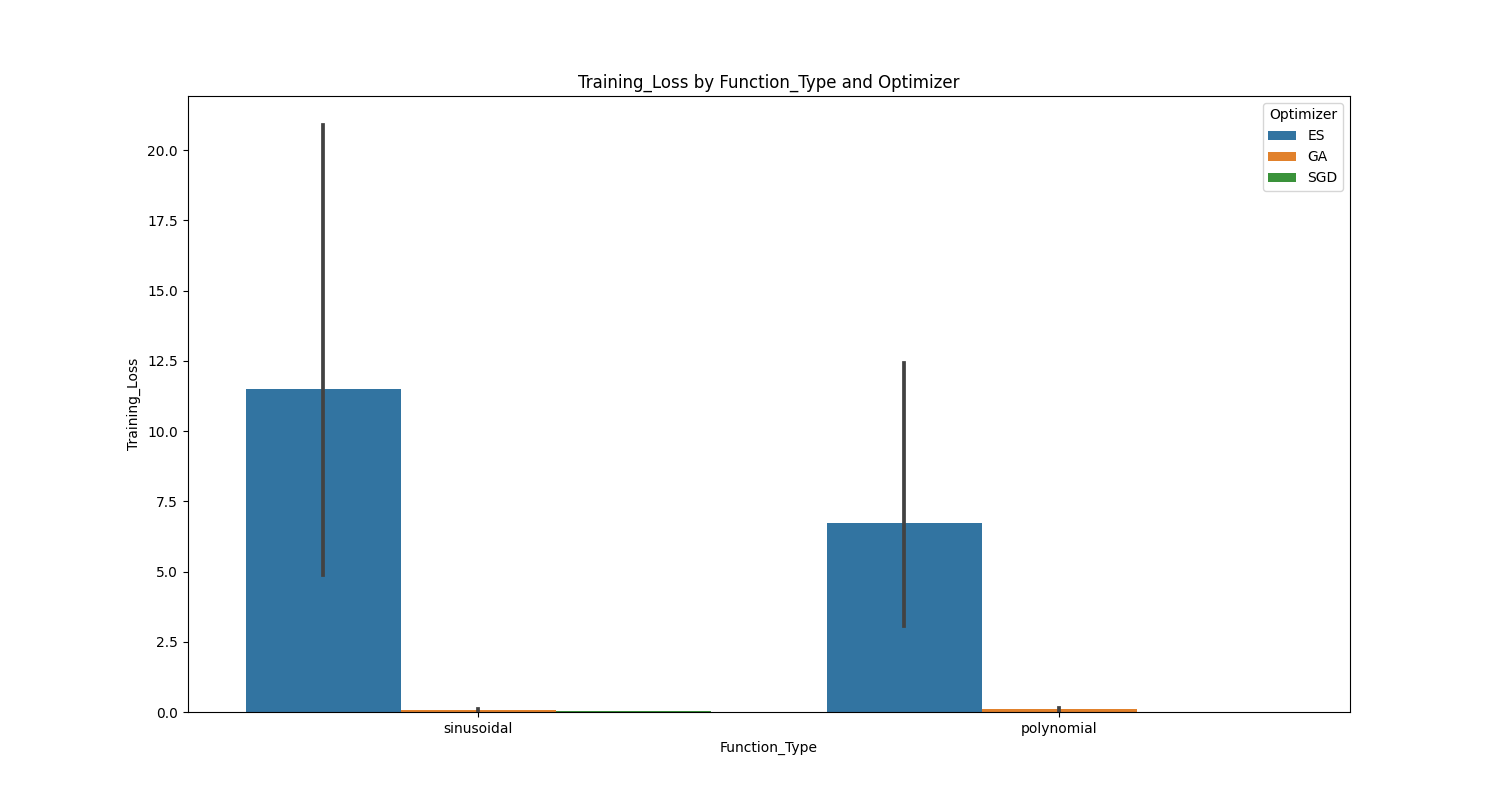 Training_Loss by Function_Type and Optimizer
Optimizer
ES
GA
SGD
20.0
17.5
15.0
12.5
10.0
7.5
5.0
2.5
0.0
Training_Loss
sinusoidal
polynomial
Function_Type